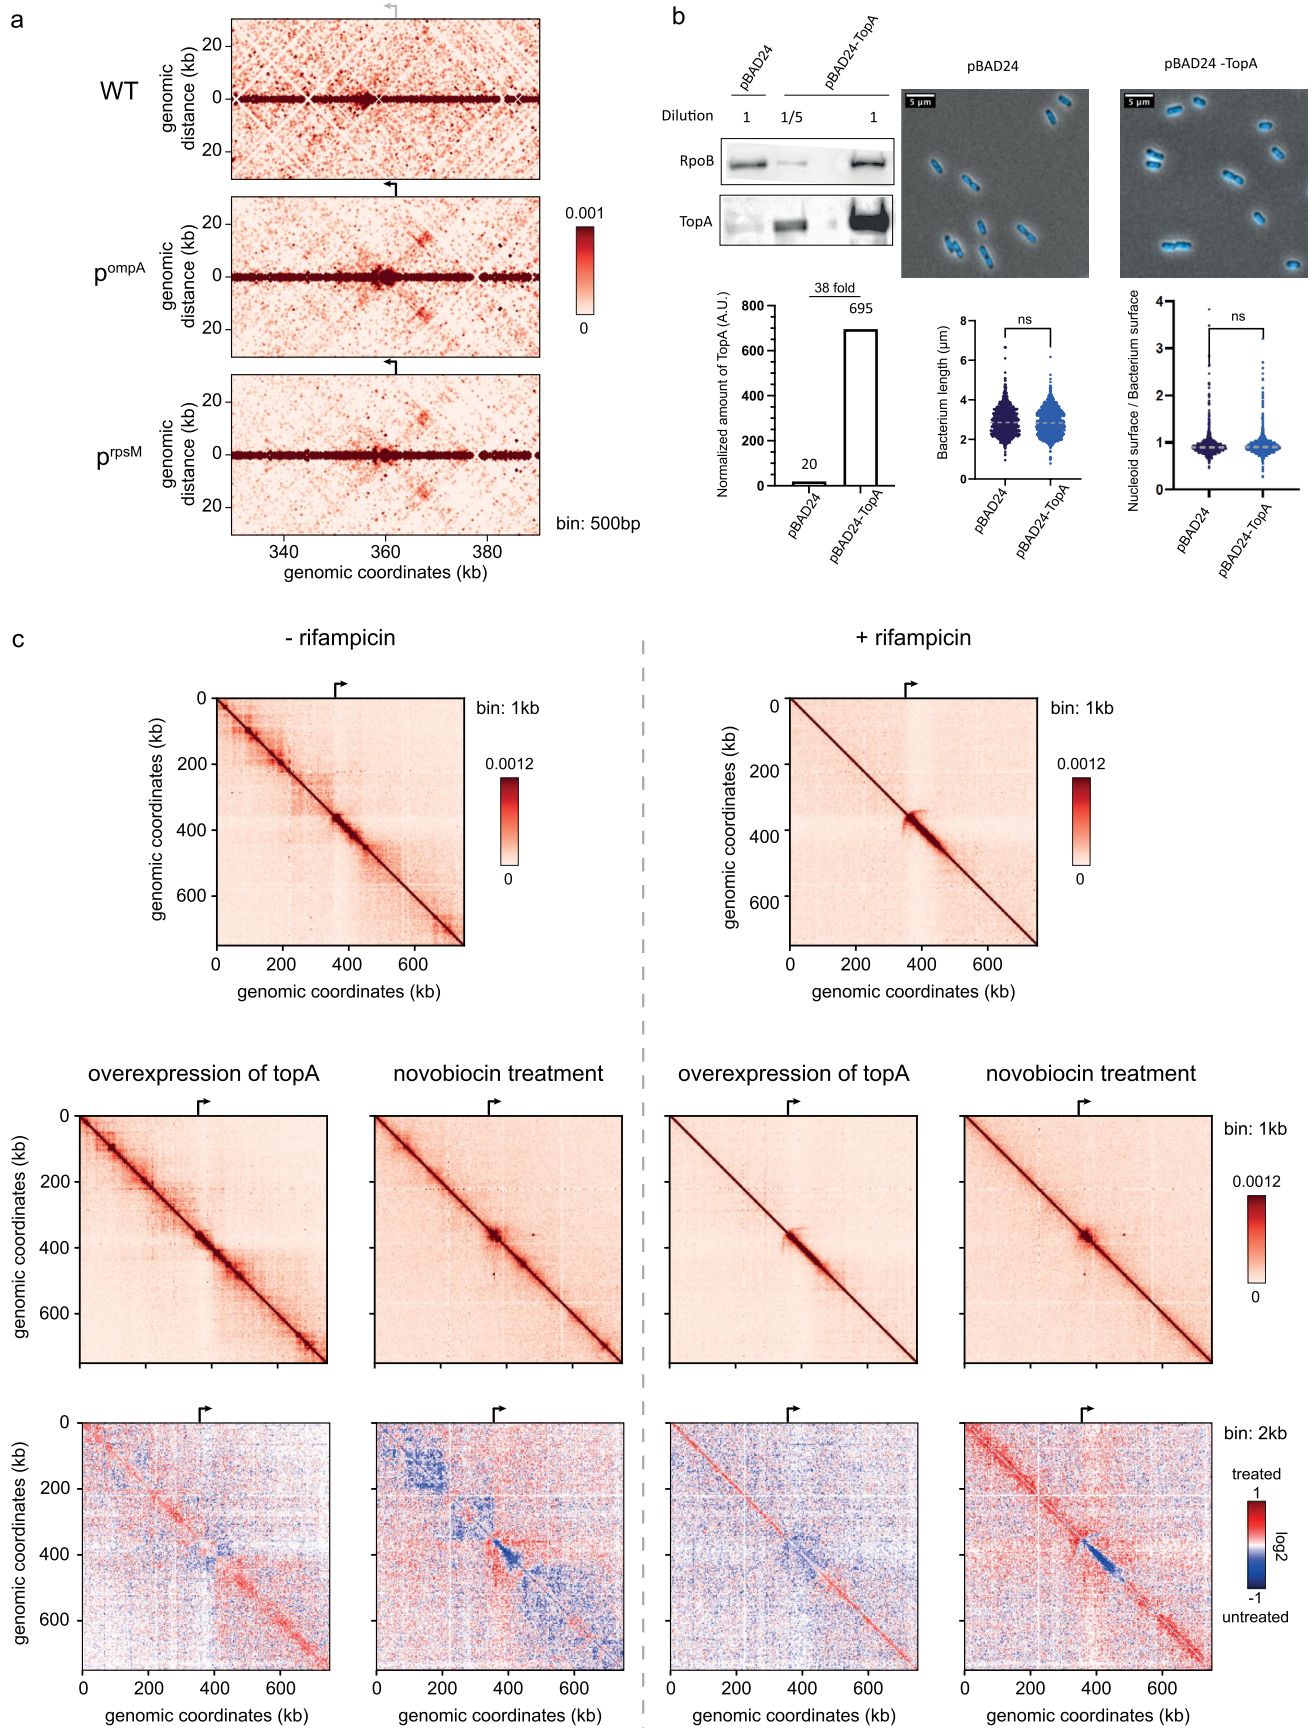 a
WT
genomic
distance (kb)
20
0
20
p^ompA
genomic
distance (kb)
20
0
20
0.001
0
p^rpsM
genomic
distance (kb)
20
0
20
bin: 500bp
340
360
380
genomic coordinates (kb)
b
pBAD24
pBAD24-TopA
Dilution
1
1/5
1
RpoB
TopA
pBAD24
5 µm
pBAD24 -TopA
5 µm
Normalized amount of TopA (A.U.)
800
600
400
200
0
38 fold
695
20
pBAD24
pBAD24-TopA
Bacterium length (µm)
8
6
4
2
0
ns
pBAD24
pBAD24-TopA
Nucleoid surface / Bacterium surface
4
3
2
1
0
ns
pBAD24
pBAD24-TopA
c
- rifampicin
genomic coordinates (kb)
0
200
400
600
0
200
400
600
genomic coordinates (kb)
bin: 1kb
0.0012
0
+ rifampicin
genomic coordinates (kb)
0
200
400
600
0
200
400
600
genomic coordinates (kb)
bin: 1kb
0.0012
0
overexpression of topA
novobiocin treatment
overexpression of topA
novobiocin treatment
genomic coordinates (kb)
0
200
400
600
bin: 1kb
0.0012
0
genomic coordinates (kb)
0
200
400
600
0
200
400
600
genomic coordinates (kb)
0
200
400
600
genomic coordinates (kb)
0
200
400
600
genomic coordinates (kb)
0
200
400
600
genomic coordinates (kb)
bin: 2kb
treated
1
log2
-1
untreated